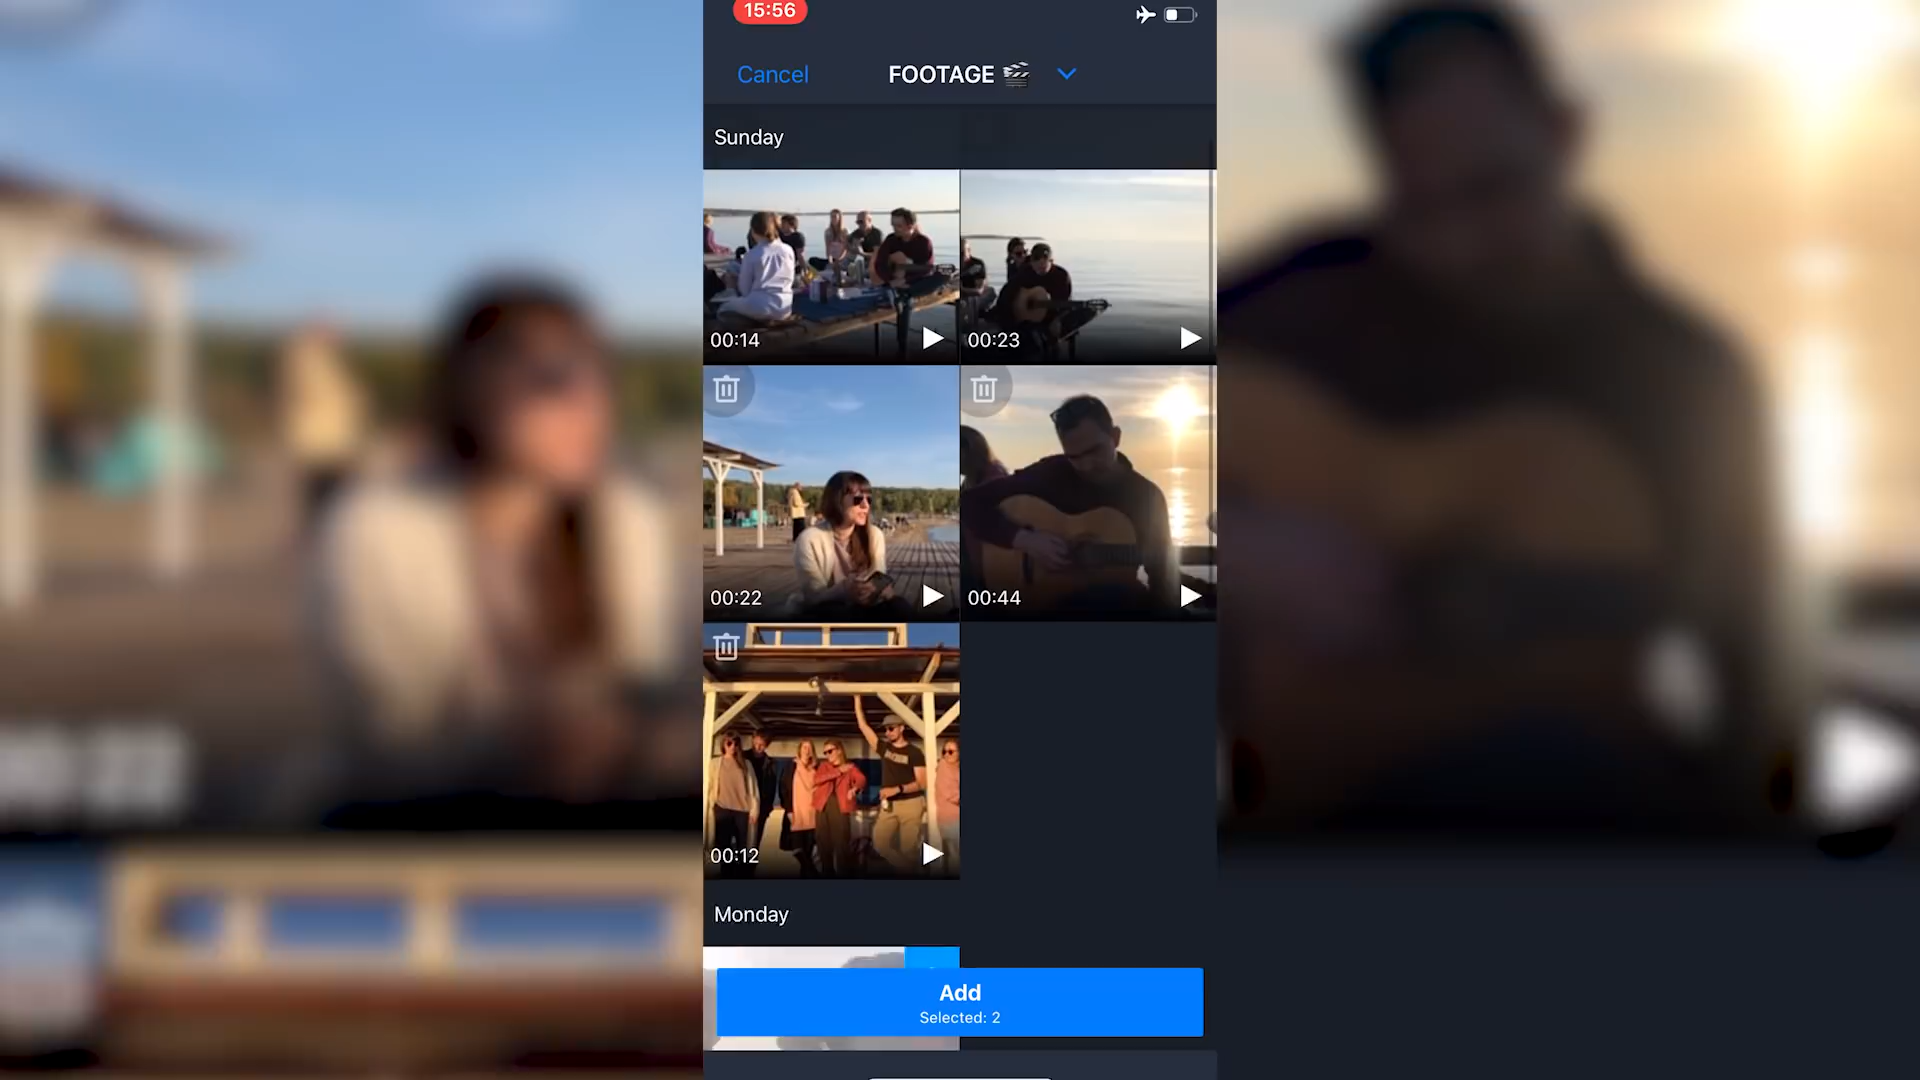 15:56
Cancel
FOOTAGE 🎬
Sunday
00:14
00:23
00:22
00:44
00:12
Monday
Add
Selected: 2